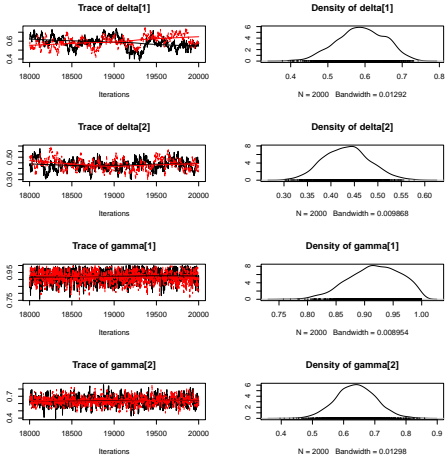 Trace of delta[1]
0.6
0.4
18000 18500 19000 19500 20000
Iterations
Density of delta[1]
0 2 4 6
0.4 0.5 0.6 0.7 0.8
N = 2000 Bandwidth = 0.01292
Trace of delta[2]
0.30 0.50
18000 18500 19000 19500 20000
Iterations
Density of delta[2]
0 4 8
0.30 0.35 0.40 0.45 0.50 0.55 0.60
N = 2000 Bandwidth = 0.009868
Trace of gamma[1]
0.75 0.95
18000 18500 19000 19500 20000
Iterations
Density of gamma[1]
0 4 8
0.75 0.80 0.85 0.90 0.95 1.00
N = 2000 Bandwidth = 0.008954
Trace of gamma[2]
0.4 0.7
18000 18500 19000 19500 20000
Iterations
Density of gamma[2]
0 2 4 6
0.4 0.5 0.6 0.7 0.8 0.9
N = 2000 Bandwidth = 0.01298